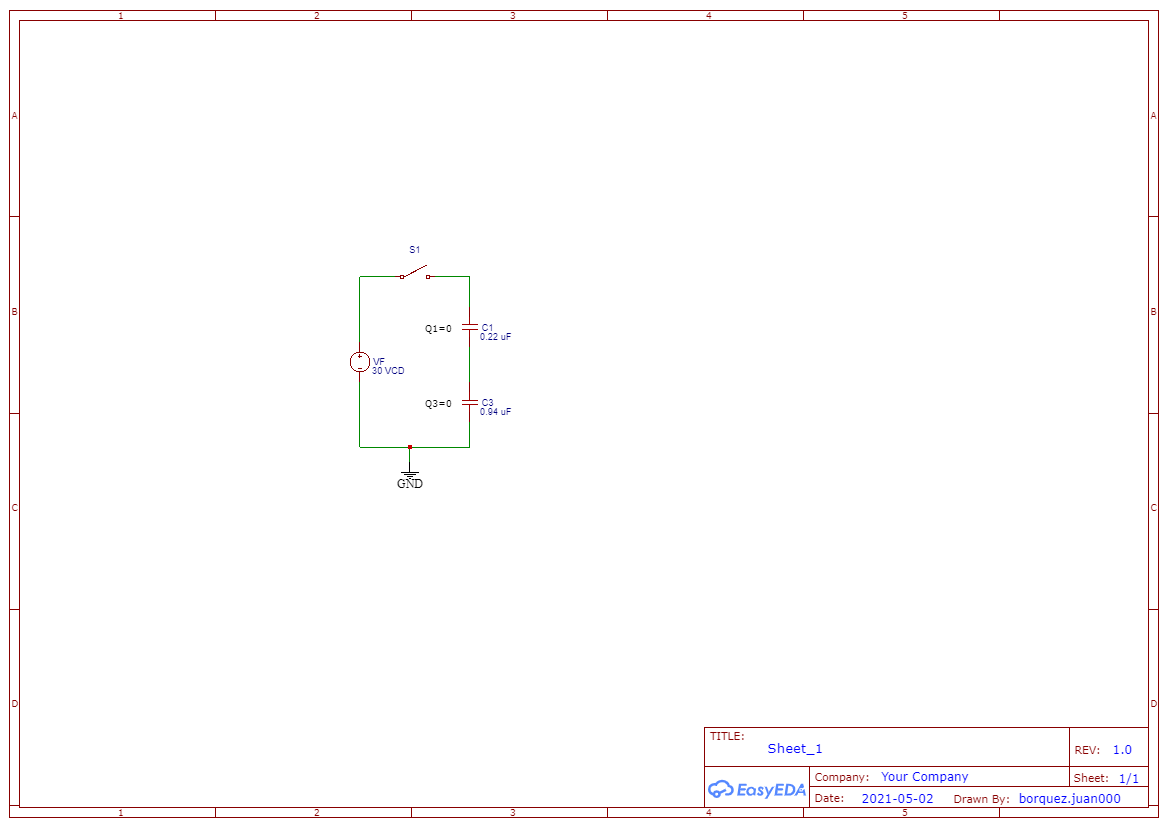 1 2 3 4 5
A A
S1
B B
Q1=0 C1
0.22 uF
VF
30 VCD
Q3=0 C3
0.94 uF
GND
C C
D D
TITLE:
Sheet_1
REV: 1.0
Company: Your Company
Sheet: 1/1
EasyEDA
Date: 2021-05-02 Drawn By: borquez.juan000
1 2 3 4 5